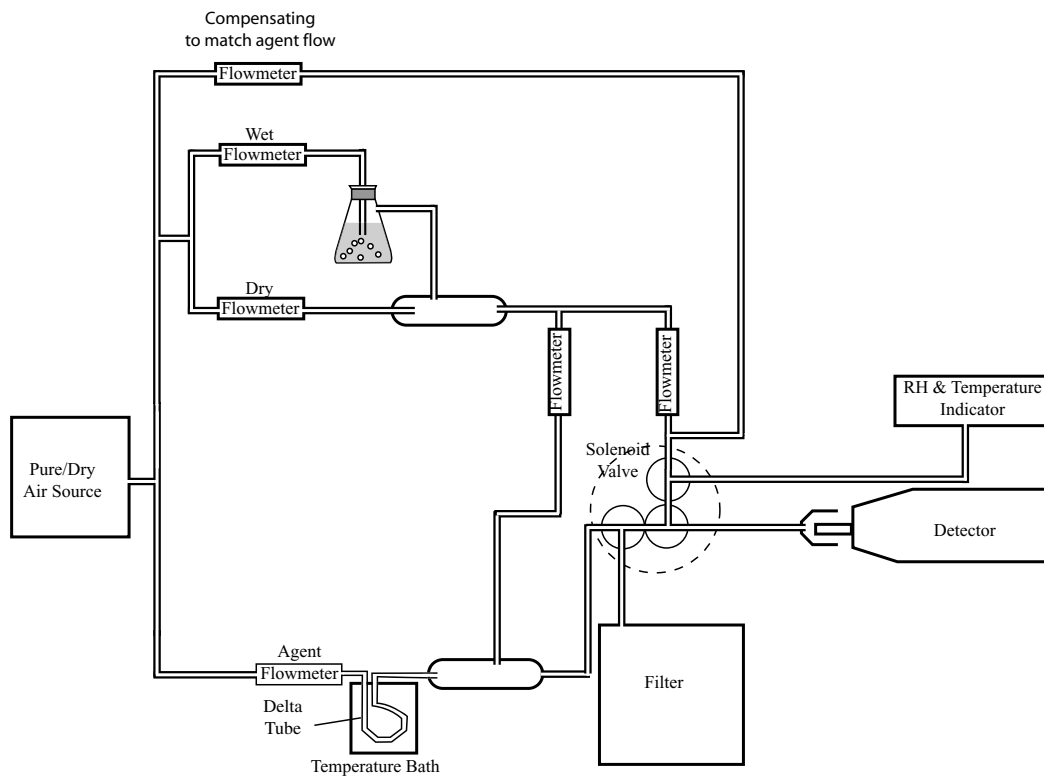 Compensating
to match agent flow
Flowmeter
Wet
Flowmeter
Dry
Flowmeter
Flowmeter
Flowmeter
RH & Temperature
Indicator
Solenoid
Valve
Pure/Dry
Air Source
Detector
Agent
Flowmeter
Filter
Delta
Tube
Temperature Bath